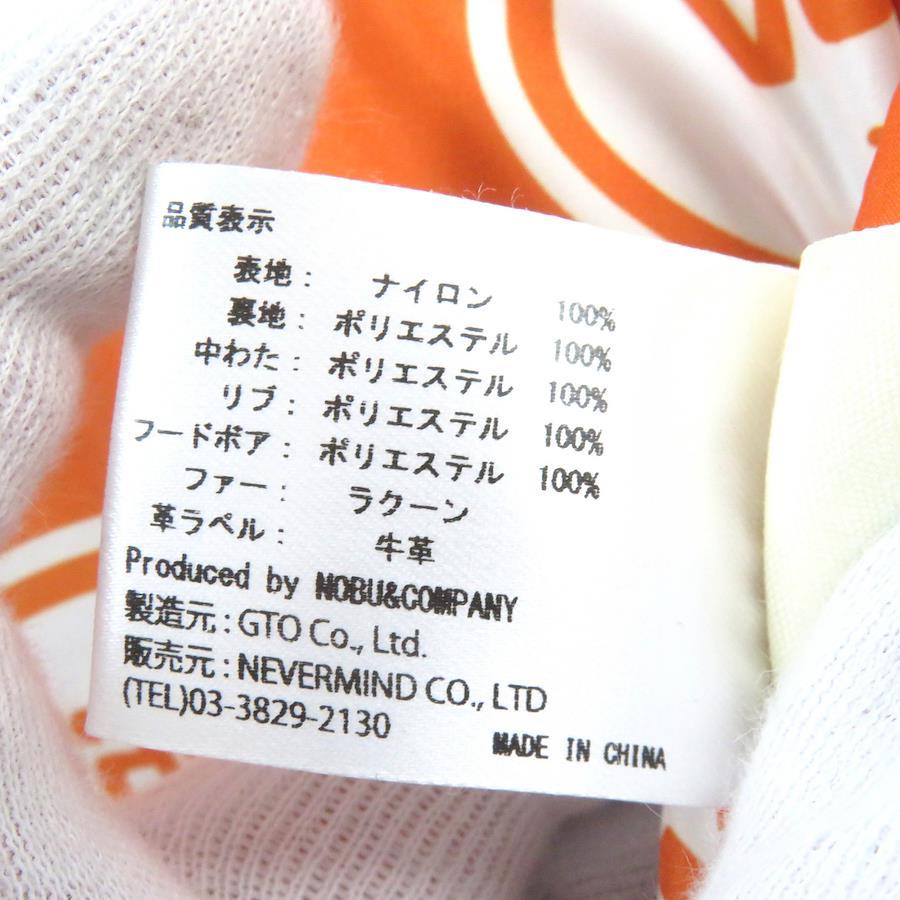 品質表示
表地： ナイロン 100%
裏地： ポリエステル 100%
中わた： ポリエステル 100%
リブ： ポリエステル 100%
フードボア： ポリエステル 100%
ファー： ラクーン
革ラペル： 牛革
Produced by NOBU&COMPANY
製造元：GTO Co., Ltd.
販売元：NEVERMIND CO., LTD
(TEL)03-3829-2130
MADE IN CHINA